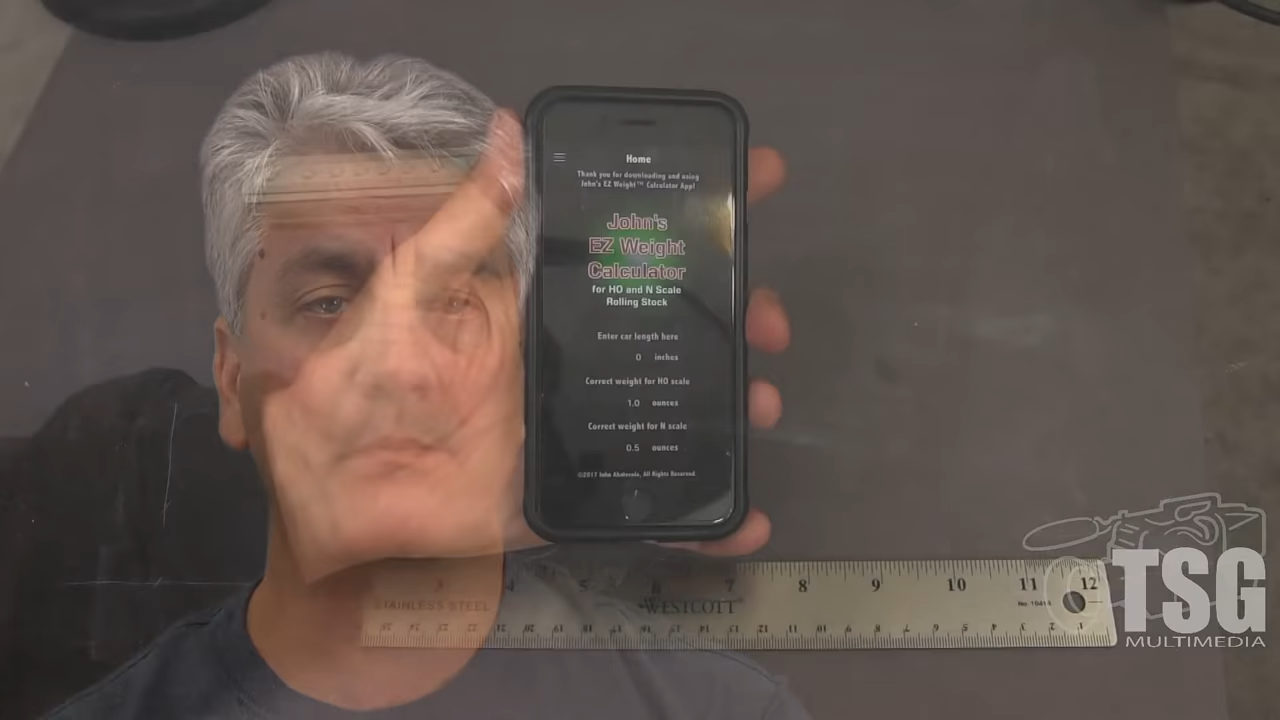 Home
Thank you for downloading and using
John's EZ Weight™ Calculator App!
John's
EZ Weight
Calculator
for HO and N Scale
Rolling Stock
Enter car length here
0 inches
Correct weight for HO scale
1.0 ounces
Correct weight for N scale
0.5 ounces
©2017 John Abatecola, All Rights Reserved.
3 4 5 6 7 8 9 10 11 12
STAINLESS STEEL
WESTCOTT
TSG
MULTIMEDIA